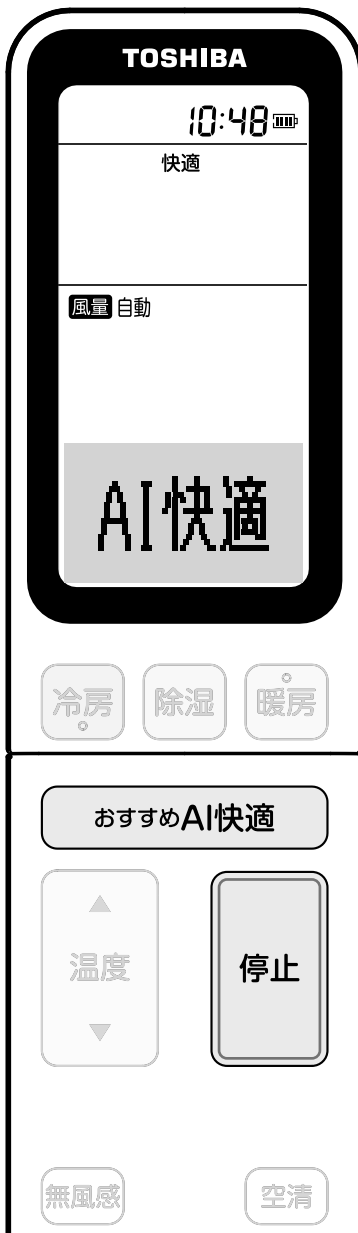 TOSHIBA
10:48
快適
風量 自動
AI快適
冷房 除湿 暖房
おすすめAI快適
温度 停止
無風感 空清